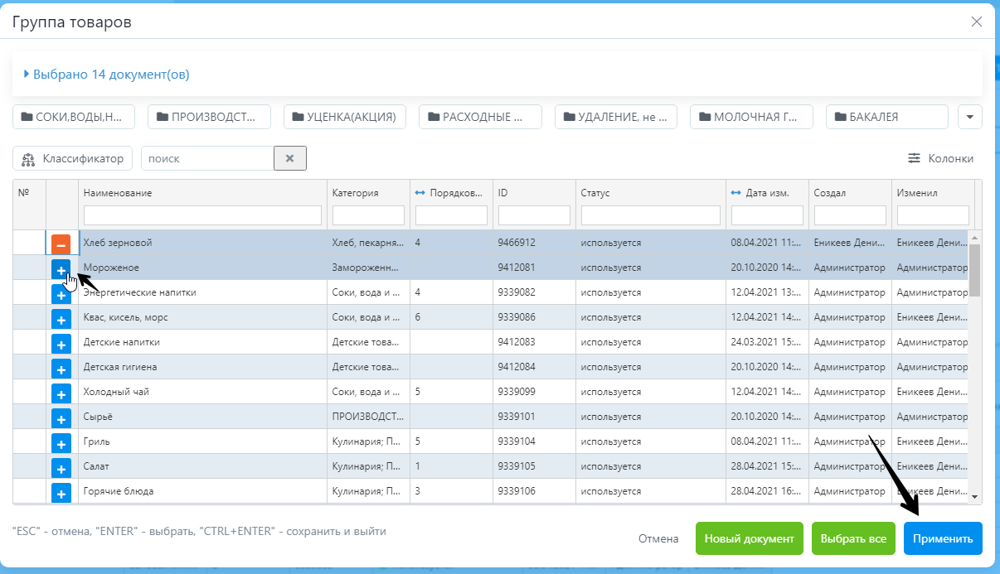 Группа товаров
Выбрано 14 документ(ов)
СОКИ,ВОДЫ,Н... ПРОИЗВОДСТ... УЦЕНКА(АКЦИЯ) РАСХОДНЫЕ ... УДАЛЕНИЕ, не ... МОЛОЧНАЯ Г... БАКАЛЕЯ
Классификатор поиск Колонки
№ Наименование Категория Порядков... ID Статус Дата изм. Создал Изменил
Хлеб зерновой Хлеб, пекарня... 4 9466912 используется 08.04.2021 11:... Еникеев Дени... Еникеев Дени...
Мороженое Замороженн... 9412081 используется 20.10.2020 14:... Администратор Администратор
Энергетические напитки Соки, вода и ... 4 9339082 используется 12.04.2021 13:... Администратор Администратор
Квас, кисель, морс Соки, вода и ... 6 9339086 используется 12.04.2021 14:... Администратор Еникеев Дени...
Детские напитки Детские това... 9412083 используется 24.03.2021 15:... Администратор Администратор
Детская гигиена Детские това... 9412084 используется 20.10.2020 14:... Администратор Администратор
Холодный чай Соки, вода и ... 5 9339099 используется 12.04.2021 14:... Администратор Еникеев Дени...
Сырьё ПРОИЗВОДСТ... 9339101 используется 20.10.2020 14:... Администратор Администратор
Гриль Кулинария; П... 5 9339104 используется 08.04.2021 11:... Администратор Еникеев Дени...
Салат Кулинария; П... 1 9339105 используется 28.04.2021 15:... Администратор Еникеев Дени...
Горячие блюда Кулинария; П... 3 9339106 используется 28.04.2021 16:... Администратор Еникеев Дени...
"ESC" - отмена, "ENTER" - выбрать, "CTRL+ENTER" - сохранить и выйти
Отмена Новый документ Выбрать все Применить